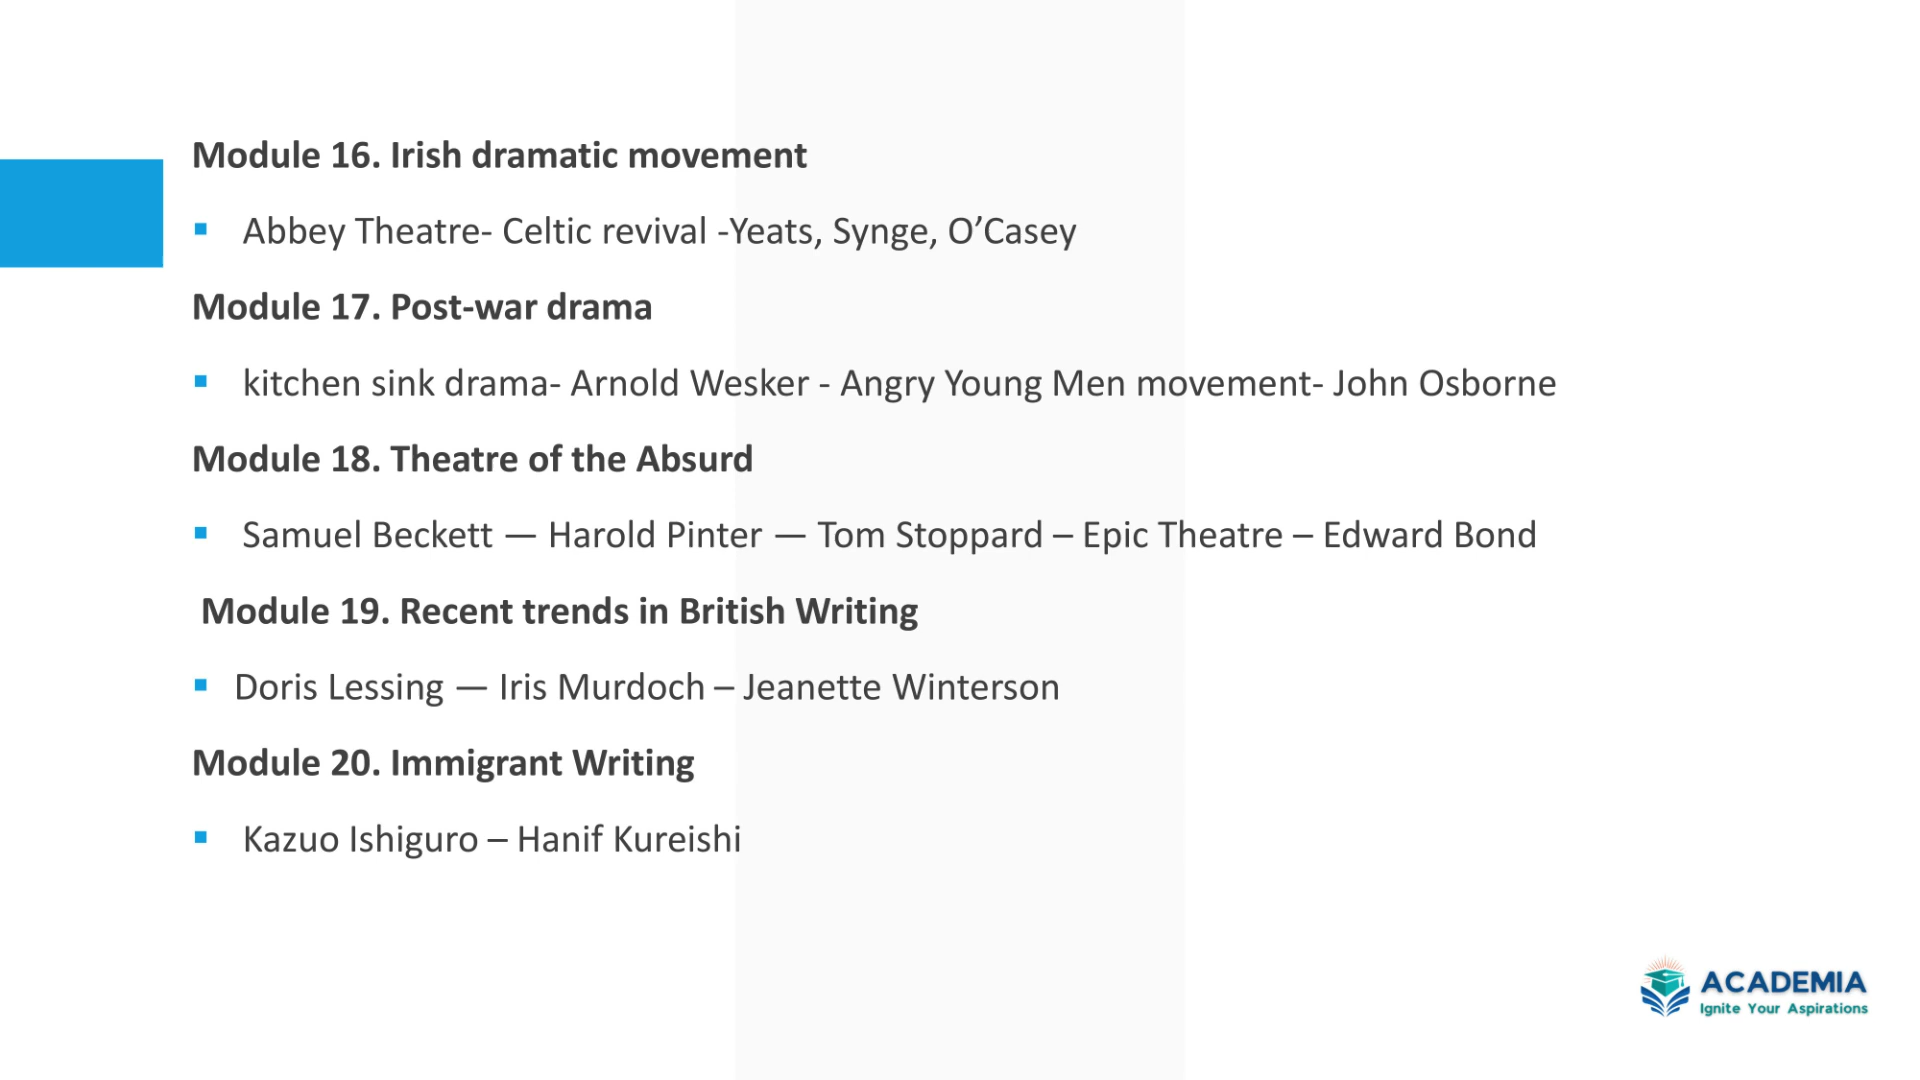 Module 16. Irish dramatic movement
Abbey Theatre- Celtic revival -Yeats, Synge, O’Casey
Module 17. Post-war drama
kitchen sink drama- Arnold Wesker - Angry Young Men movement- John Osborne
Module 18. Theatre of the Absurd
Samuel Beckett — Harold Pinter — Tom Stoppard – Epic Theatre – Edward Bond
Module 19. Recent trends in British Writing
Doris Lessing — Iris Murdoch – Jeanette Winterson
Module 20. Immigrant Writing
Kazuo Ishiguro – Hanif Kureishi
ACADEMIA
Ignite Your Aspirations